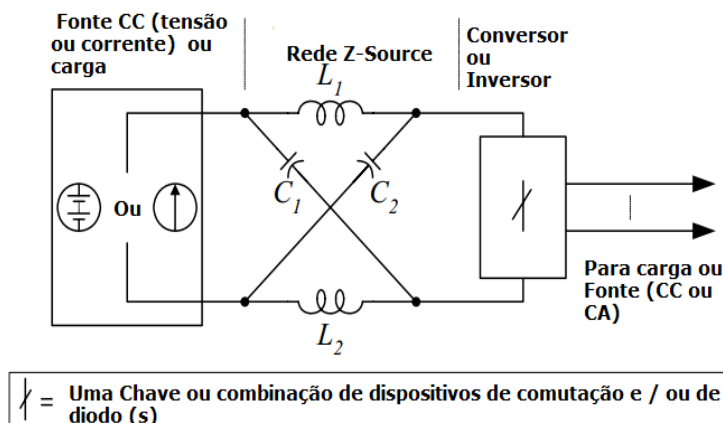 Fonte CC (tensão
ou corrente) ou
carga
Rede Z-Source
Conversor
ou
Inversor
L1
C1
C2
Ou
L2
Para carga ou
Fonte (CC ou
CA)
= Uma Chave ou combinação de dispositivos de comutação e / ou de
diodo (s)